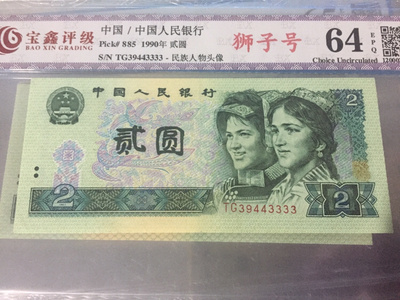 宝鑫评级
BAO XIN GRADING
中国 / 中国人民银行
Pick# 885 1990年 贰圆
S/N TG39443333 - 民族人物头像
狮子号
64
EPQ
Choice Uncirculated
中国人民银行
2
贰圆
TG39443333
2
2